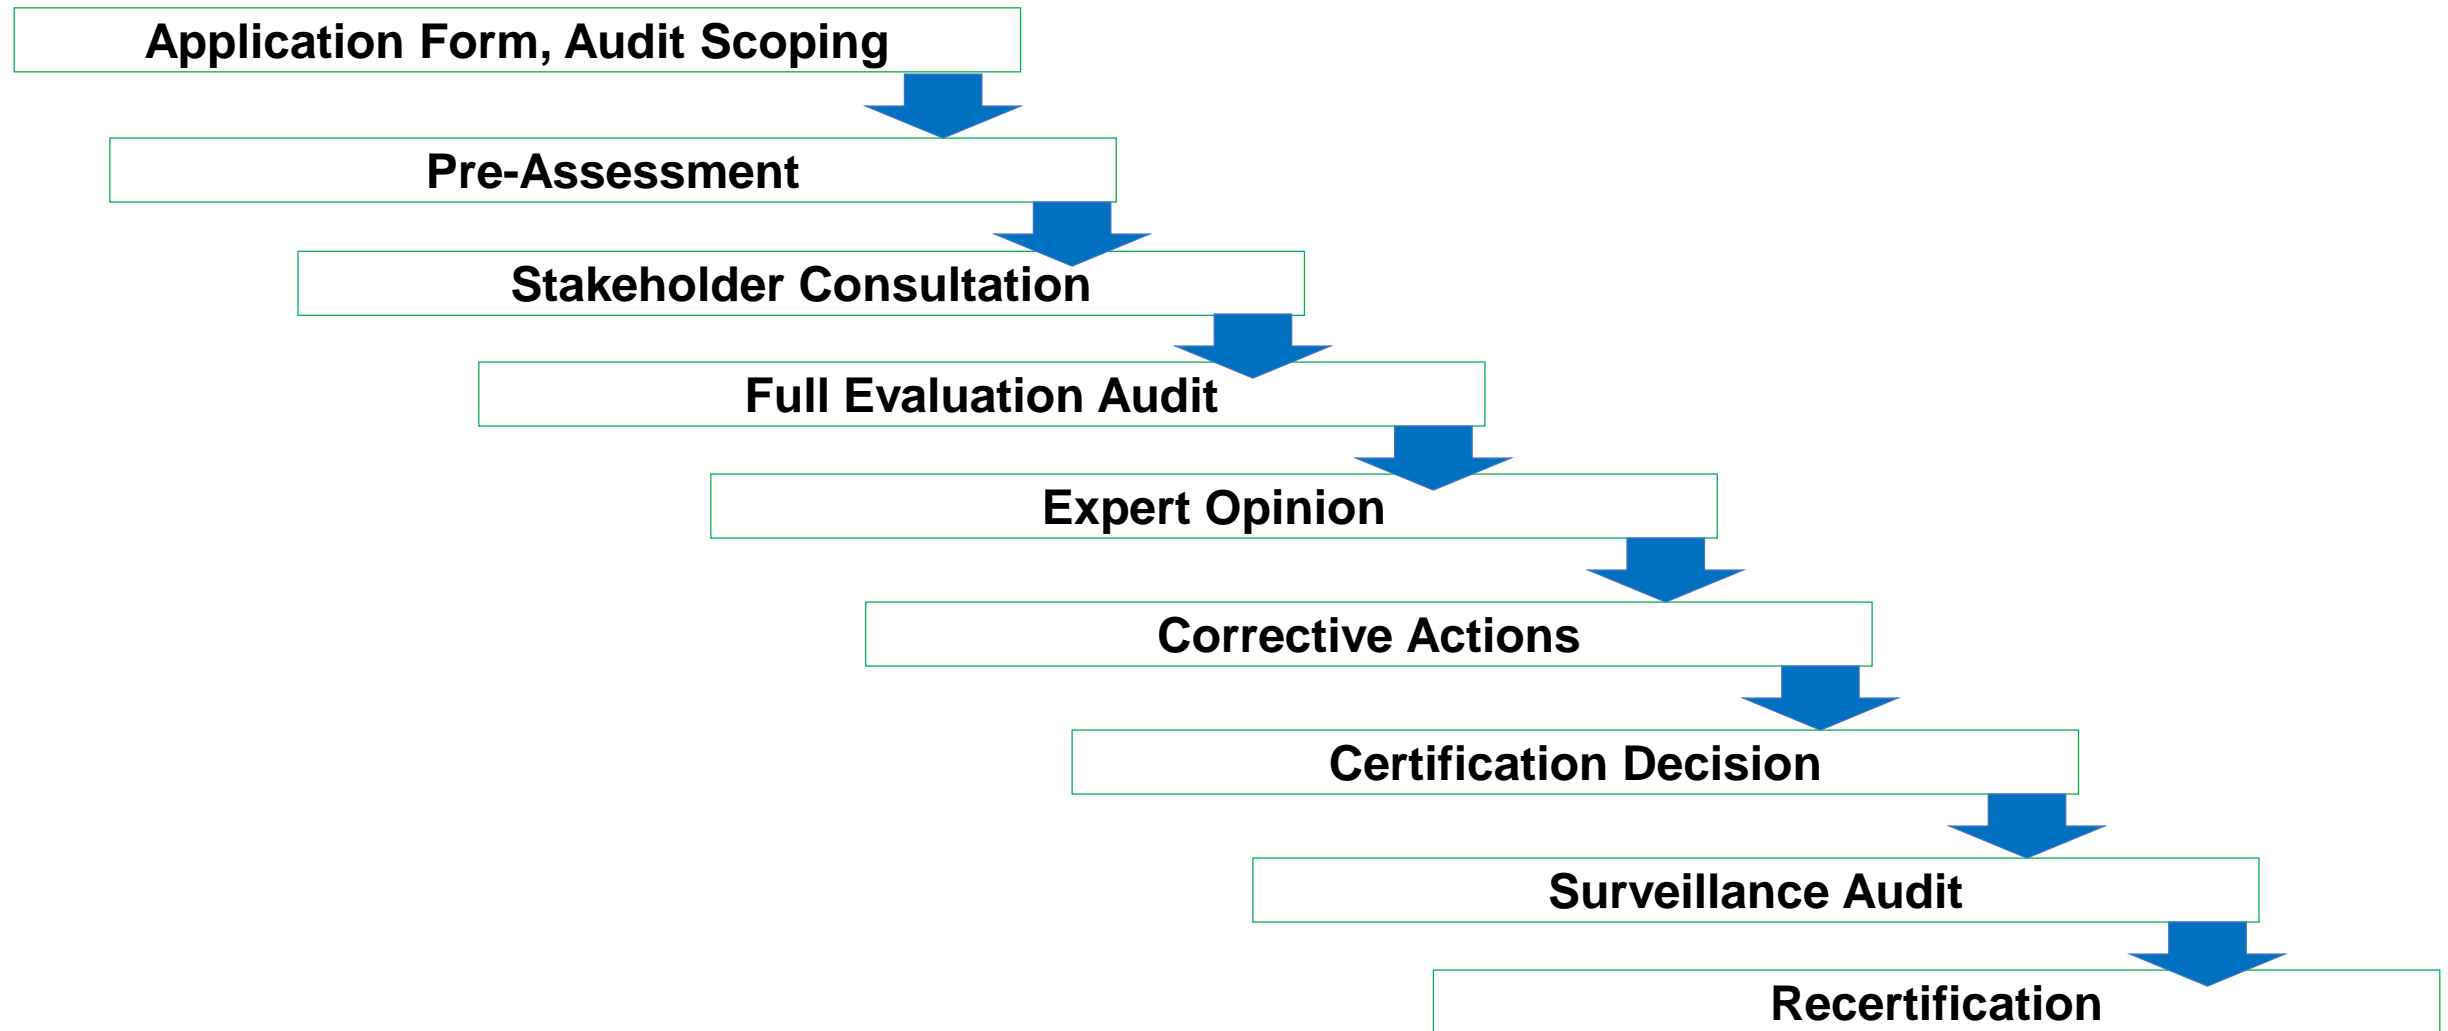 Application Form, Audit Scoping
Pre-Assessment
Stakeholder Consultation
Full Evaluation Audit
Expert Opinion
Corrective Actions
Certification Decision
Surveillance Audit
Recertification